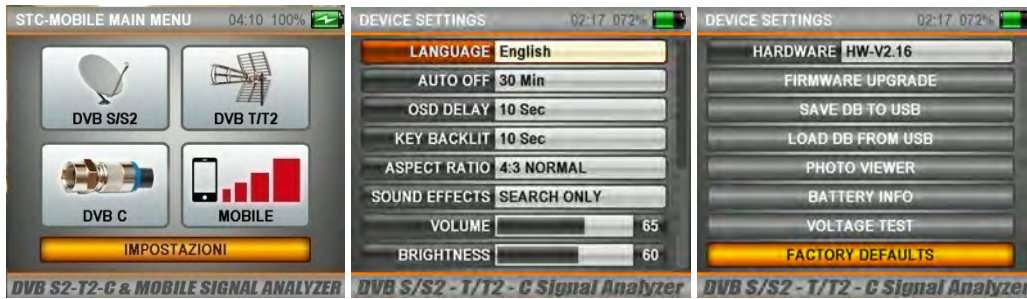 STC-MOBILE MAIN MENU 04:10 100%
DVB S/S2
DVB T/T2
DVB C
MOBILE
IMPOSTAZIONI
DVB S2-T2-C & MOBILE SIGNAL ANALYZER
DEVICE SETTINGS 02:17 072%
LANGUAGE English
AUTO OFF 30 Min
OSD DELAY 10 Sec
KEY BACKLIT 10 Sec
ASPECT RATIO 4:3 NORMAL
SOUND EFFECTS SEARCH ONLY
VOLUME 65
BRIGHTNESS 60
DVB S/S2 - T/T2 - C Signal Analyzer
DEVICE SETTINGS 02:17 072%
HARDWARE HW-V2.16
FIRMWARE UPGRADE
SAVE DB TO USB
LOAD DB FROM USB
PHOTO VIEWER
BATTERY INFO
VOLTAGE TEST
FACTORY DEFAULTS
DVB S/S2 - T/T2 - C Signal Analyzer